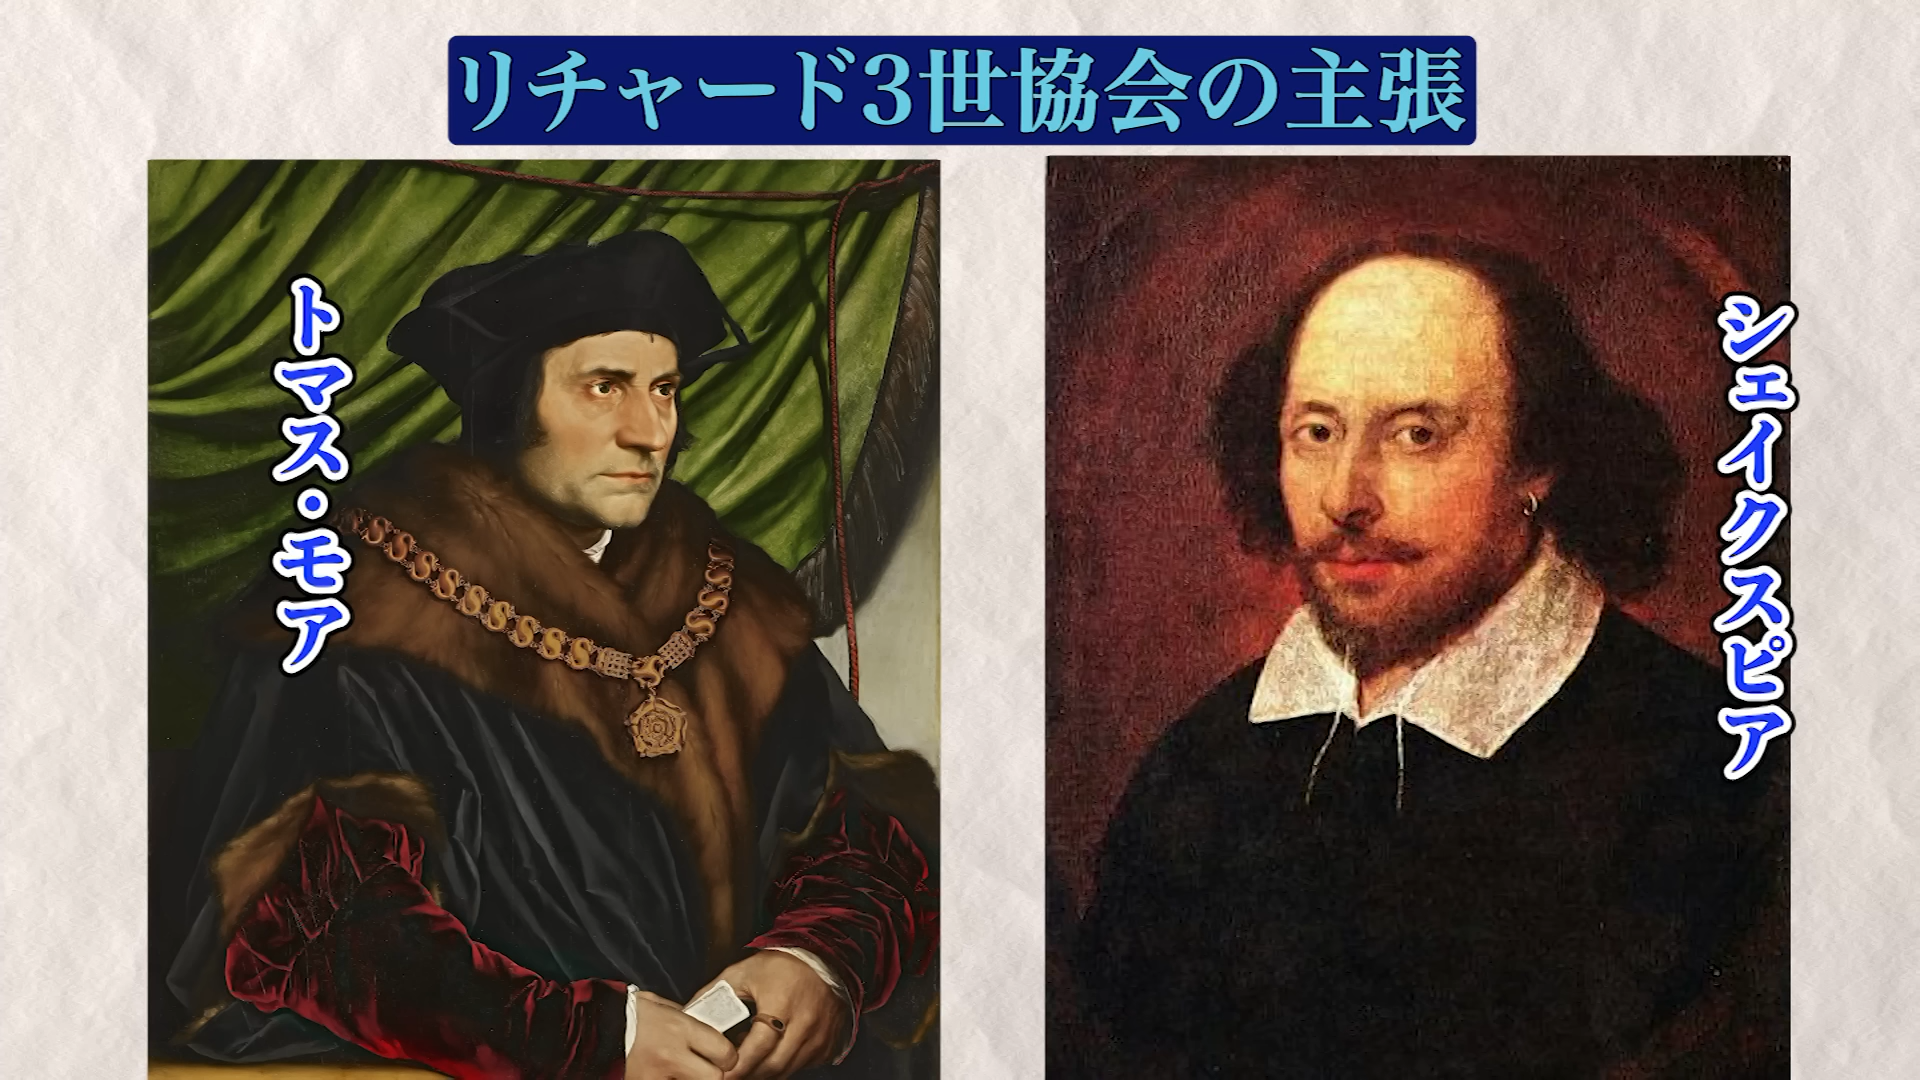 リチャード3世協会の主張
トマス・モア
シェイクスピア